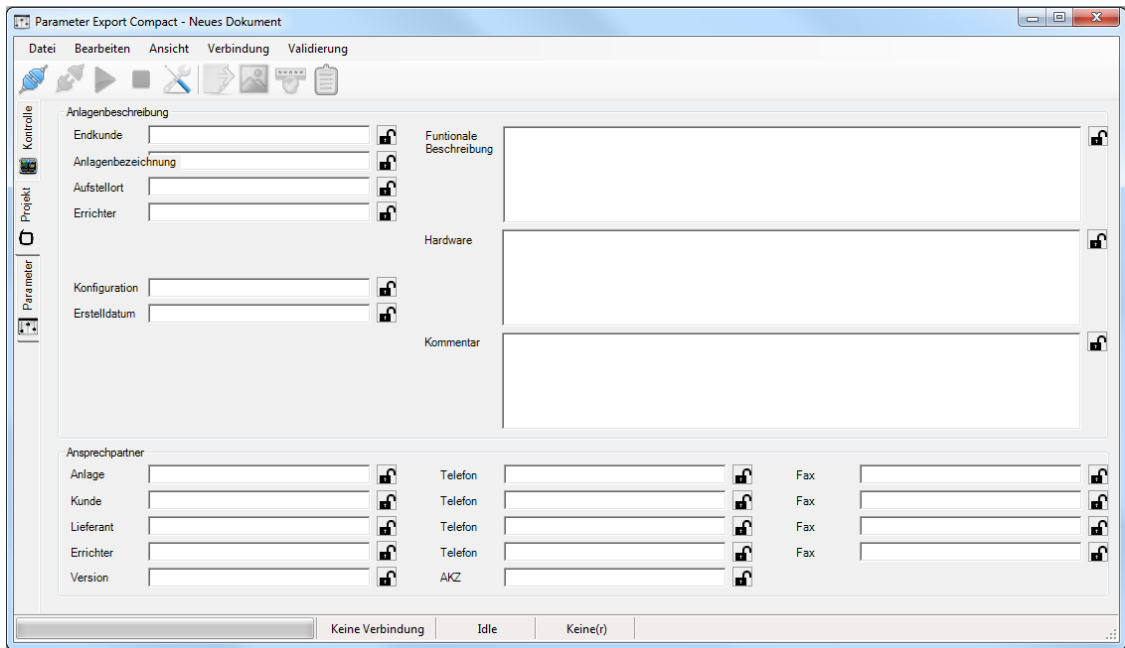 Parameter Export Compact - Neues Dokument
Datei Bearbeiten Ansicht Verbindung Validierung
Kontrolle
Projekt
Parameter
Anlagenbeschreibung
Endkunde
Anlagenbezeichnung
Aufstellort
Errichter
Konfiguration
Erstelldatum
Funtionale
Beschreibung
Hardware
Kommentar
Ansprechpartner
Anlage Telefon Fax
Kunde Telefon Fax
Lieferant Telefon Fax
Errichter Telefon Fax
Version AKZ
Keine Verbindung Idle Keine(r)